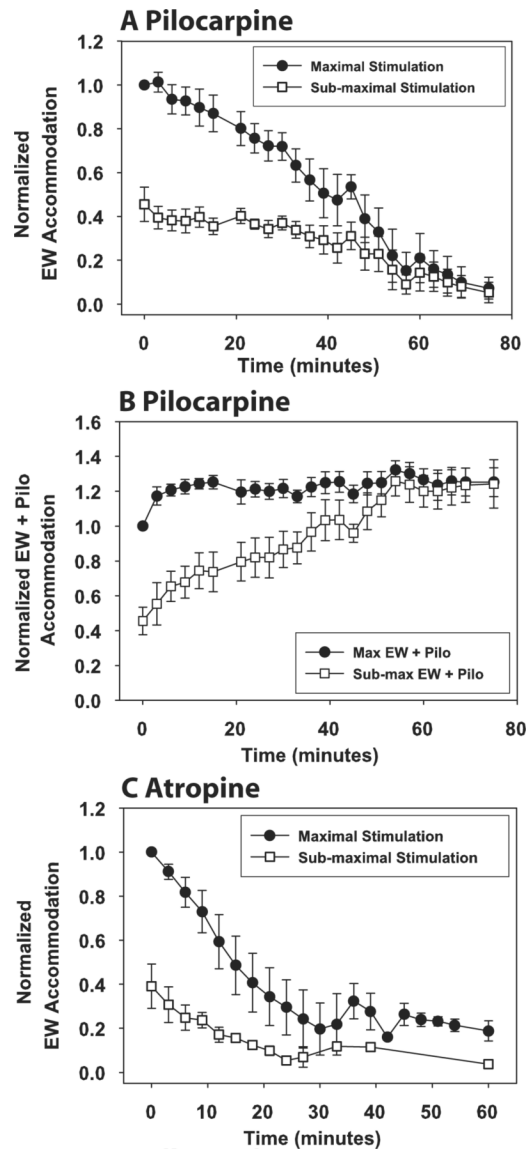 A Pilocarpine
1.2
1.0
0.8
0.6
0.4
0.2
0.0
Normalized
EW Accommodation
Maximal Stimulation
Sub-maximal Stimulation
0 20 40 60 80
Time (minutes)
B Pilocarpine
1.6
1.4
1.2
1.0
0.8
0.6
0.4
0.2
0.0
Normalized EW + Pilo
Accommodation
Max EW + Pilo
Sub-max EW + Pilo
0 20 40 60 80
Time (minutes)
C Atropine
1.2
1.0
0.8
0.6
0.4
0.2
0.0
Normalized
EW Accommodation
Maximal Stimulation
Sub-maximal Stimulation
0 10 20 30 40 50 60
Time (minutes)